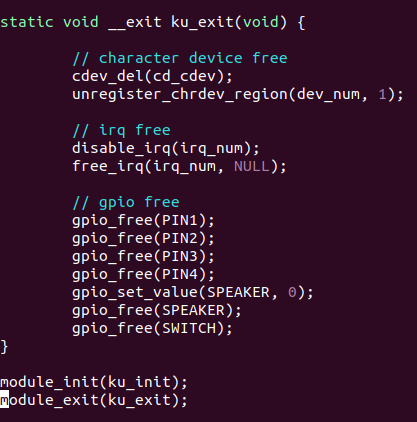 static void __exit ku_exit(void) {
// character device free
cdev_del(cd_cdev);
unregister_chrdev_region(dev_num, 1);
// irq free
disable_irq(irq_num);
free_irq(irq_num, NULL);
// gpio free
gpio_free(PIN1);
gpio_free(PIN2);
gpio_free(PIN3);
gpio_free(PIN4);
gpio_set_value(SPEAKER, 0);
gpio_free(SPEAKER);
gpio_free(SWITCH);
}
module_init(ku_init);
module_exit(ku_exit);